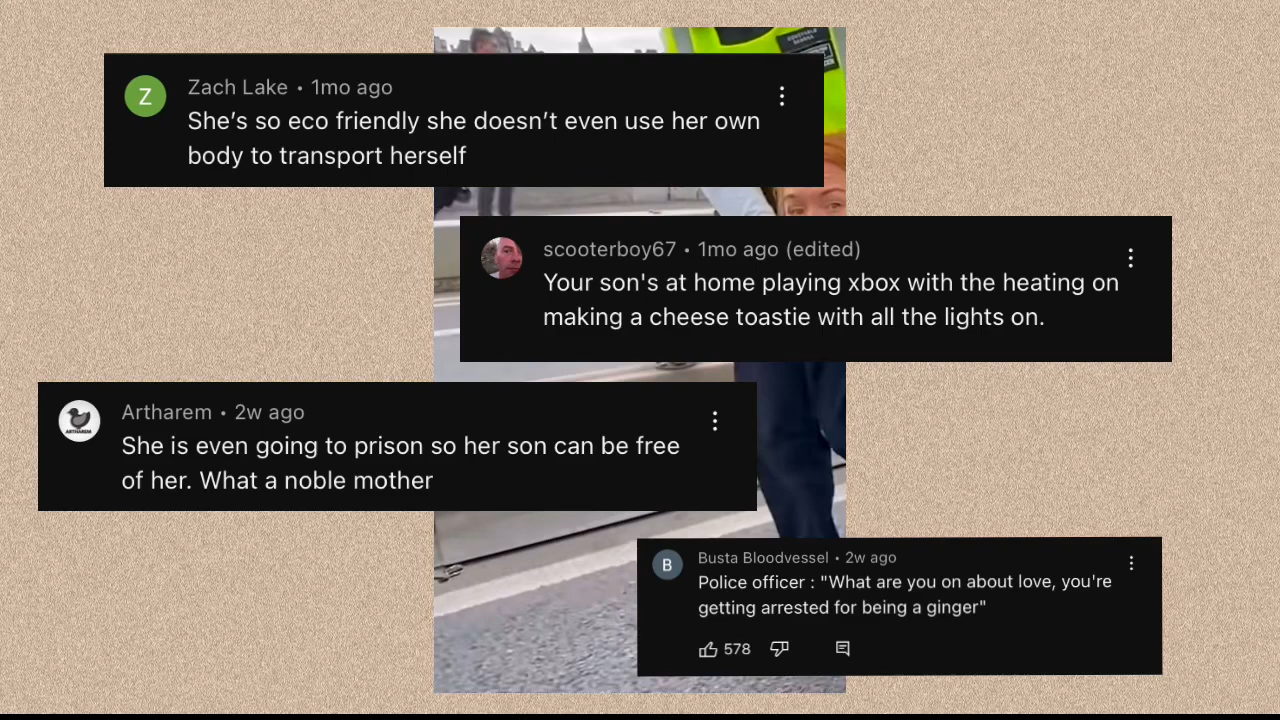 Z
Zach Lake • 1mo ago
She’s so eco friendly she doesn’t even use her own
body to transport herself
scooterboy67 • 1mo ago (edited)
Your son's at home playing xbox with the heating on
making a cheese toastie with all the lights on.
ARTHAREM
Artharem • 2w ago
She is even going to prison so her son can be free
of her. What a noble mother
B
Busta Bloodvessel • 2w ago
Police officer : "What are you on about love, you're
getting arrested for being a ginger"
578